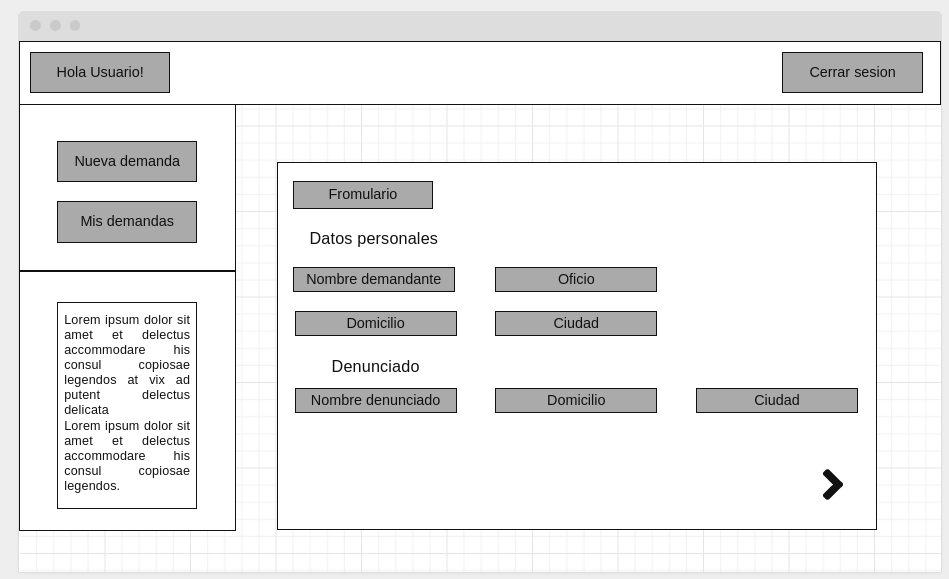 Hola Usuario!
Cerrar sesion
Nueva demanda
Mis demandas
Lorem ipsum dolor sit
amet et delectus
accommodare his
consul copiosae
legendos at vix ad
putent delectus
delicata
Lorem ipsum dolor sit
amet et delectus
accommodare his
consul copiosae
legendos.
Fromulario
Datos personales
Nombre demandante
Oficio
Domicilio
Ciudad
Denunciado
Nombre denunciado
Domicilio
Ciudad